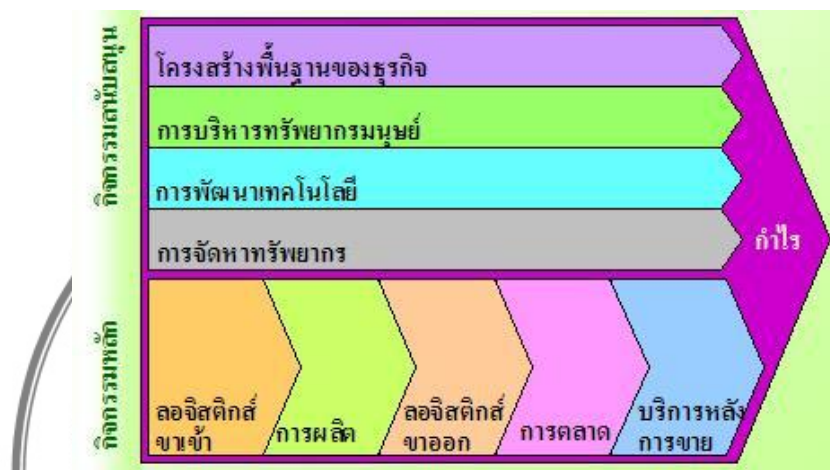 กิจกรรมสนับสนุน
โครงสร้างพื้นฐานของธุรกิจ
การบริหารทรัพยากรมนุษย์
การพัฒนาเทคโนโลยี
การจัดหาทรัพยากร
กำไร
กิจกรรมหลัก
ลอจิสติกส์
ขาเข้า
การผลิต
ลอจิสติกส์
ขาออก
การตลาด
บริการหลัง
การขาย